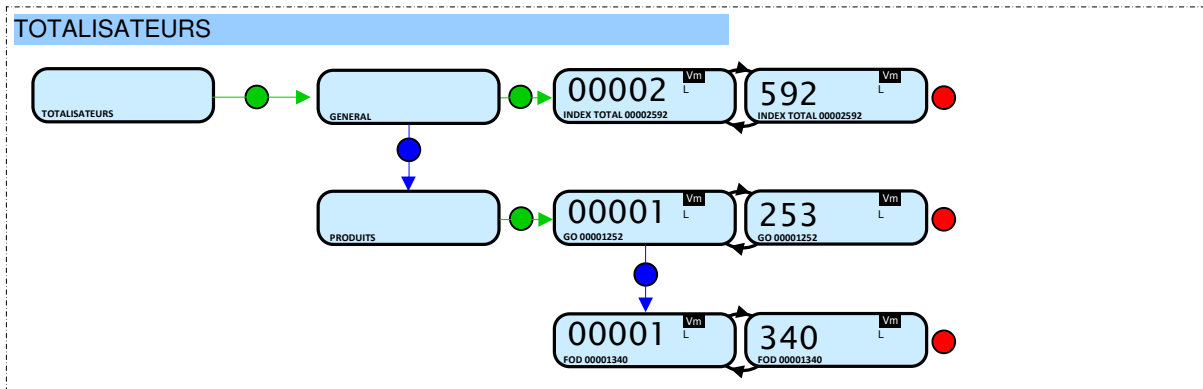 TOTALISATEURS
TOTALISATEURS
GENERAL
00002 Vm
L
INDEX TOTAL 00002592
592 Vm
L
INDEX TOTAL 00002592
PRODUITS
00001 Vm
L
GO 00001252
253 Vm
L
GO 00001252
00001 Vm
L
FOD 00001340
340 Vm
L
FOD 00001340